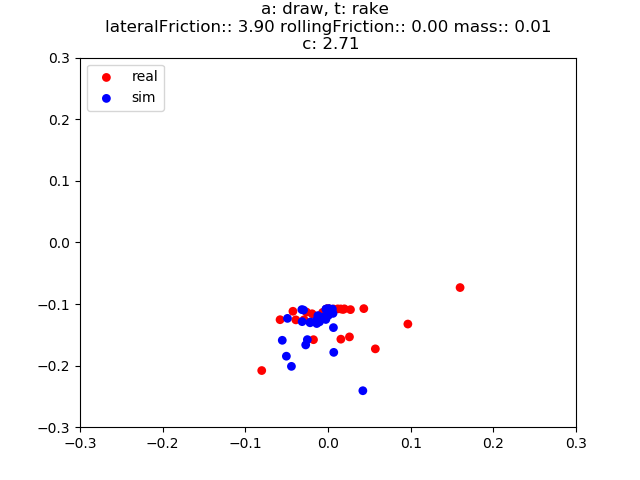 a: draw, t: rake
lateralFriction:: 3.90 rollingFriction:: 0.00 mass:: 0.01
c: 2.71
real
sim
0.3
0.2
0.1
0.0
−0.1
−0.2
−0.3
−0.3 −0.2 −0.1 0.0 0.1 0.2 0.3